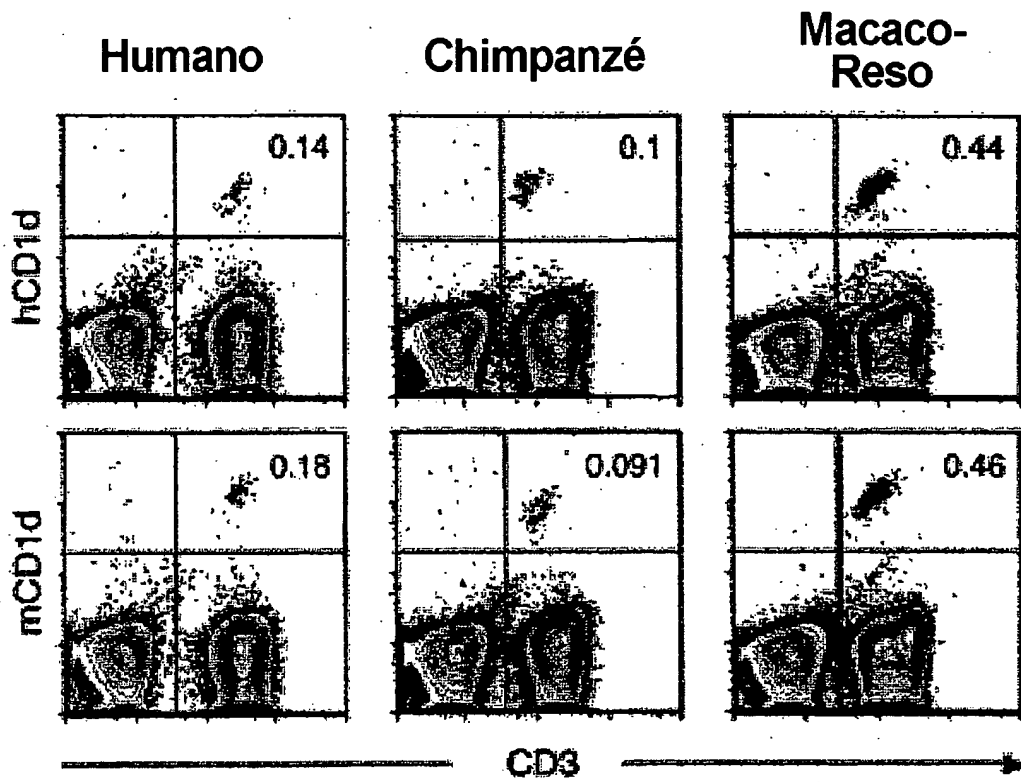 Humano
Chimpanzé
Macaco-
Reso
hCD1d
0.14
0.1
0.44
mCD1d
0.18
0.091
0.46
CD3